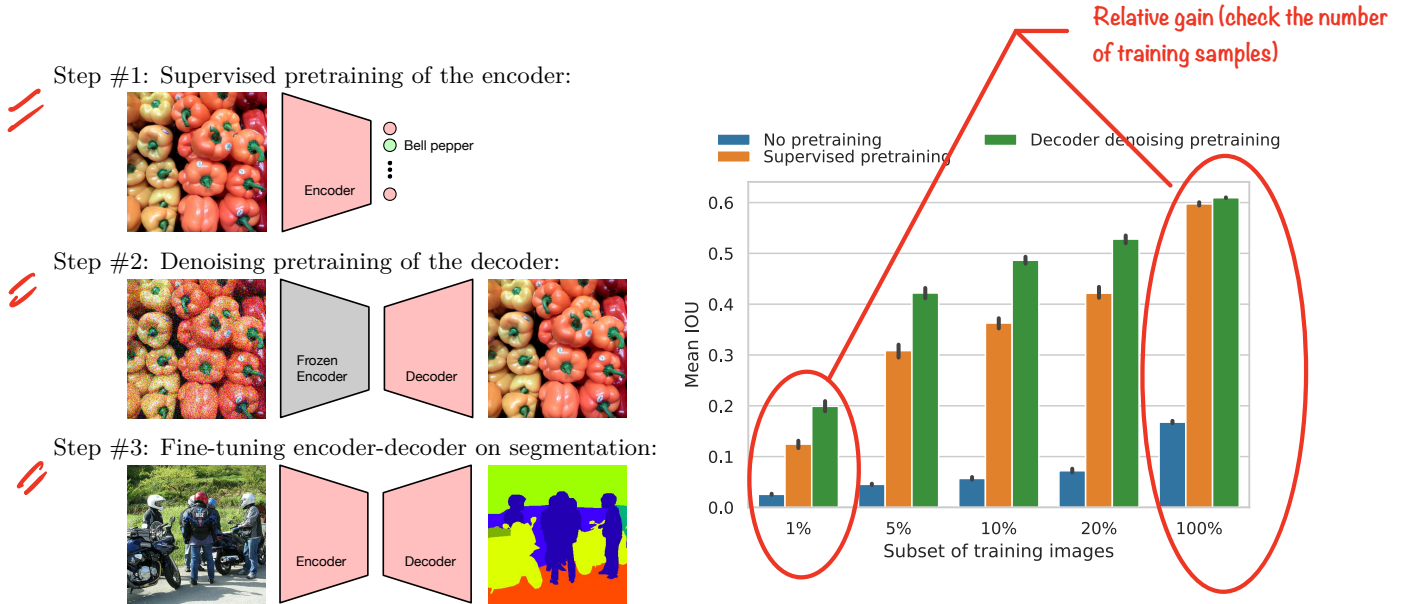 Step #1: Supervised pretraining of the encoder:
Encoder
Bell pepper
Step #2: Denoising pretraining of the decoder:
Frozen
Encoder
Decoder
Step #3: Fine-tuning encoder-decoder on segmentation:
Encoder
Decoder
Relative gain (check the number
of training samples)
No pretraining
Supervised pretraining
Decoder denoising pretraining
Mean IOU
0.6
0.5
0.4
0.3
0.2
0.1
0.0
1%
5%
10%
20%
100%
Subset of training images